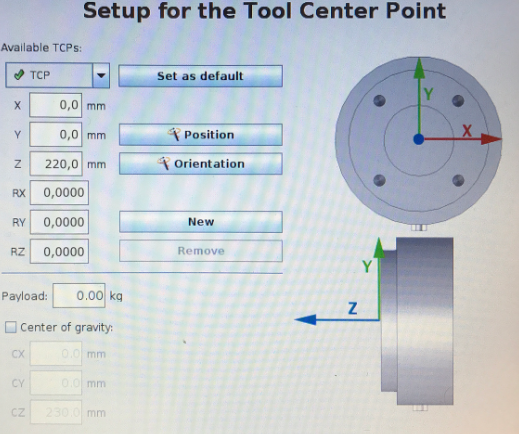 Setup for the Tool Center Point
Available TCPs:
TCP
Set as default
X 0,0 mm
Y 0,0 mm
Position
Z 220,0 mm
Orientation
RX 0,0000
RY 0,0000
New
RZ 0,0000
Remove
Payload: 0.00 kg
Center of gravity:
CX 0.0 mm
CY 0.0 mm
CZ 230.0 mm
Y
X
Y
Z